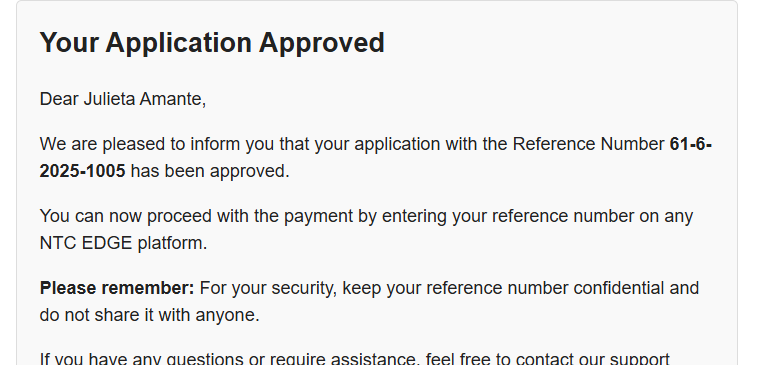 Your Application Approved
Dear Julieta Amante,
We are pleased to inform you that your application with the Reference Number 61-6-
2025-1005 has been approved.
You can now proceed with the payment by entering your reference number on any
NTC EDGE platform.
Please remember: For your security, keep your reference number confidential and
do not share it with anyone.
If you have any questions or require assistance, feel free to contact our support